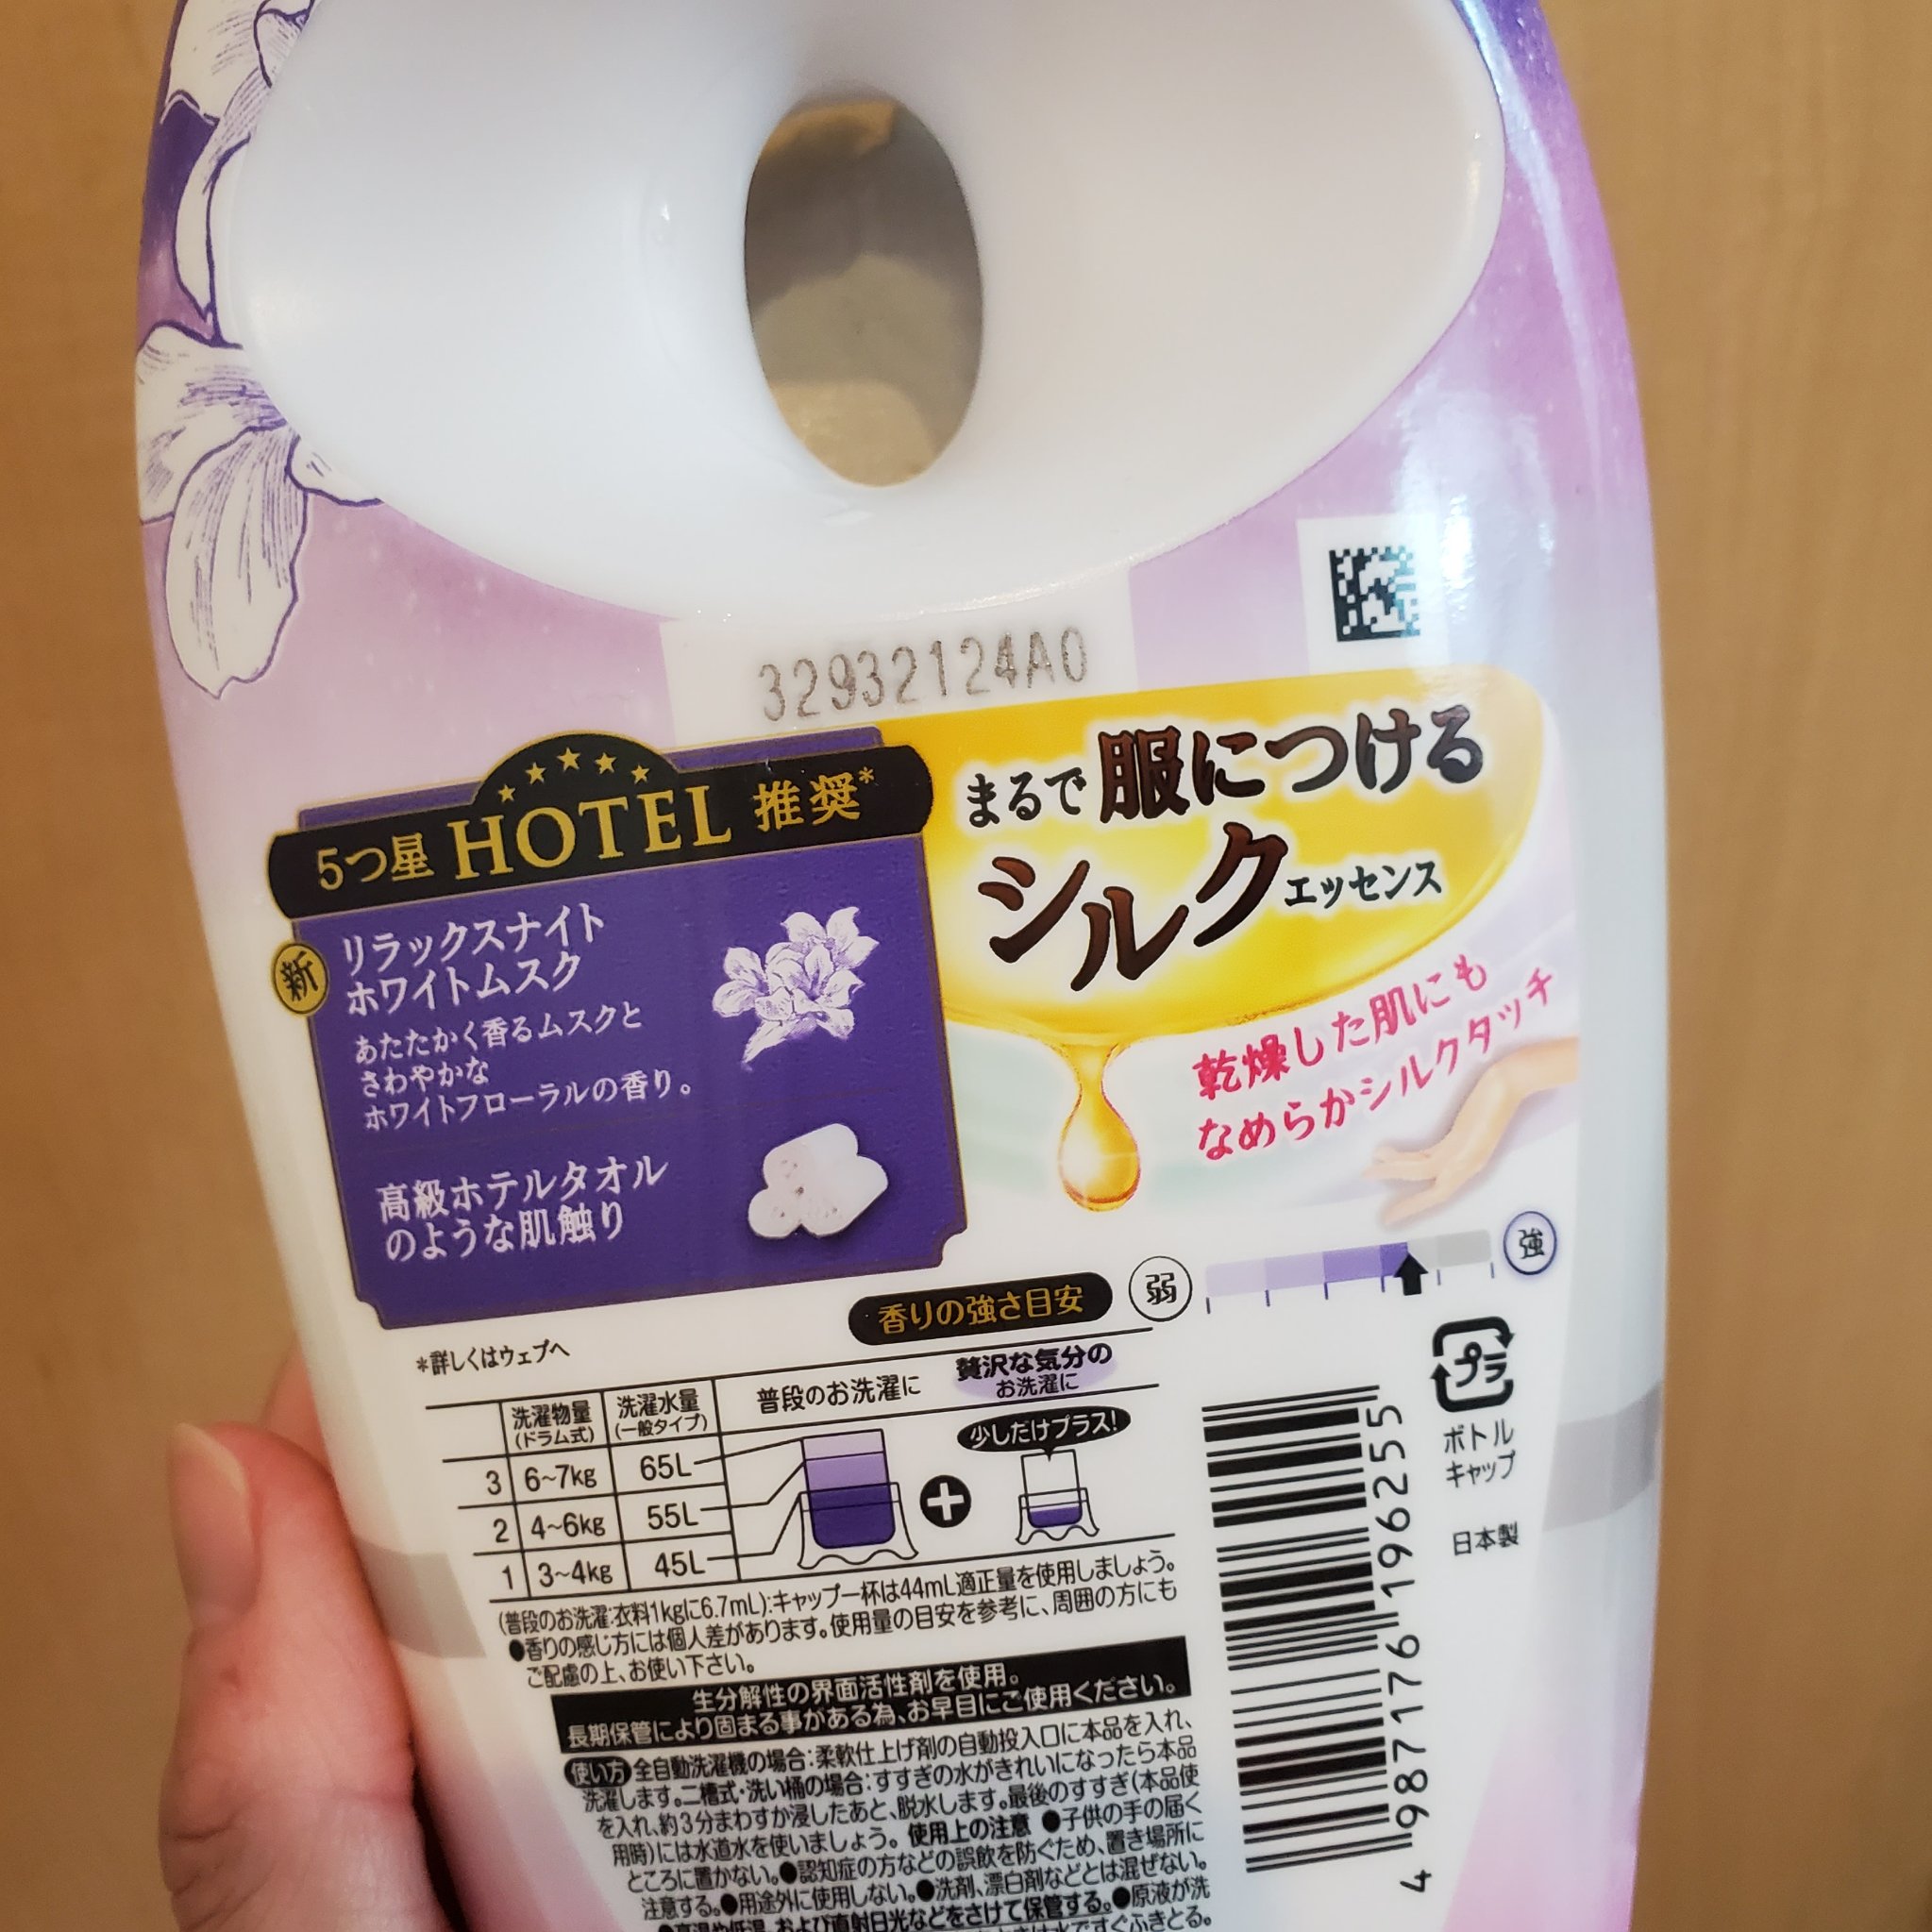 32932124A0
5つ星 HOTEL 推奨*
新
リラックスナイト
ホワイトムスク
あたたかく香るムスクと
さわやかな
ホワイトフローラルの香り。
高級ホテルタオル
のような肌触り
まるで服につける
シルクエッセンス
乾燥した肌にも
なめらかシルクタッチ
香りの強さ目安 弱 強
*詳しくはウェブへ
洗濯物量 洗濯水量 普段のお洗濯に 贅沢な気分の
(ドラム式) (一般タイプ) お洗濯に
少しだけプラス!
3 6~7kg 65L
2 4~6kg 55L
1 3~4kg 45L
(普段のお洗濯:衣料1kgに6.7mL):キャップ一杯は44mL適正量を使用しましょう。
●香りの感じ方には個人差があります。使用量の目安を参考に、周囲の方にも
ご配慮の上、お使い下さい。
生分解性の界面活性剤を使用。
長期保管により固まる事がある為、お早目にご使用ください。
使い方 全自動洗濯機の場合:柔軟仕上げ剤の自動投入口に本品を入れ、
洗濯します。二槽式・洗い桶の場合:すすぎの水がきれいになったら本品
を入れ、約3分まわすか浸したあと、脱水します。最後のすすぎ(本品使
用時)には水道水を使いましょう。使用上の注意 ●子供の手の届く
ところに置かない。●認知症の方などの誤飲を防ぐため、置き場所に
注意する。●用途外に使用しない。●洗剤、漂白剤などとは混ぜない。
●高温や低温、および直射日光などをさけて保管する。●原液が洗
水ですぐふきとる。
プラ
ボトル
キャップ
日本製
4 987176 196255